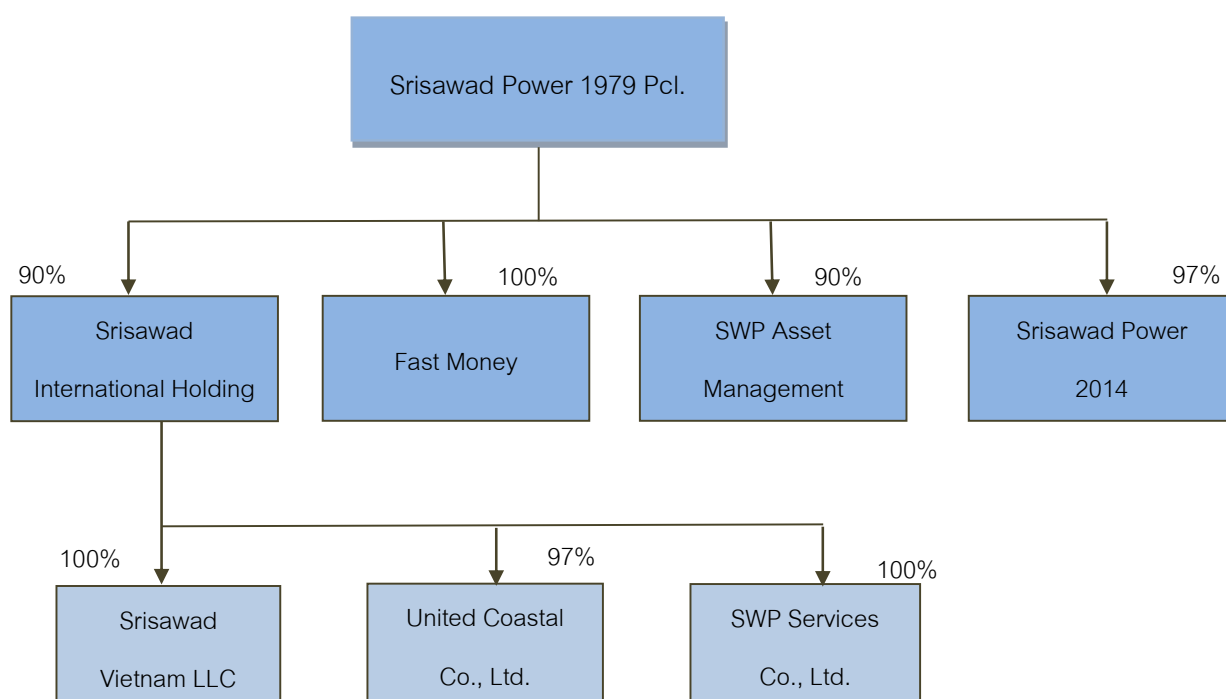 Srisawad Power 1979 Pcl.
90%
100%
90%
97%
Srisawad
International Holding
Fast Money
SWP Asset
Management
Srisawad Power
2014
100%
97%
100%
Srisawad
Vietnam LLC
United Coastal
Co., Ltd.
SWP Services
Co., Ltd.